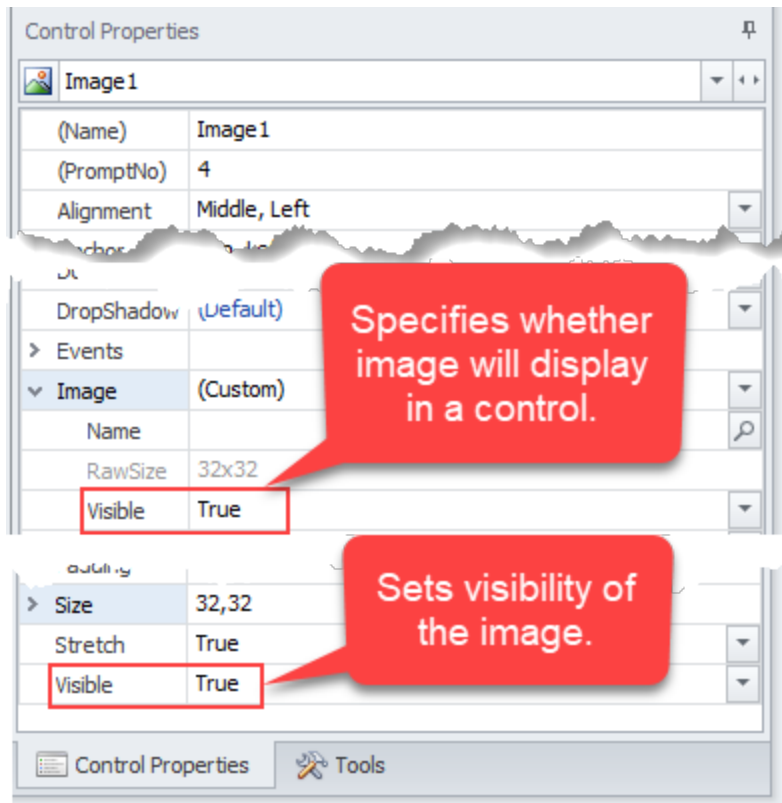 Control Properties
Image1
(Name) Image1
(PromptNo) 4
Alignment Middle, Left
DropShadow (Default)
Specifies whether
image will display
in a control.
> Events
Image (Custom)
Name
RawSize 32x32
Visible True
Sets visibility of
the image.
> Size 32,32
Stretch True
Visible True
Control Properties Tools